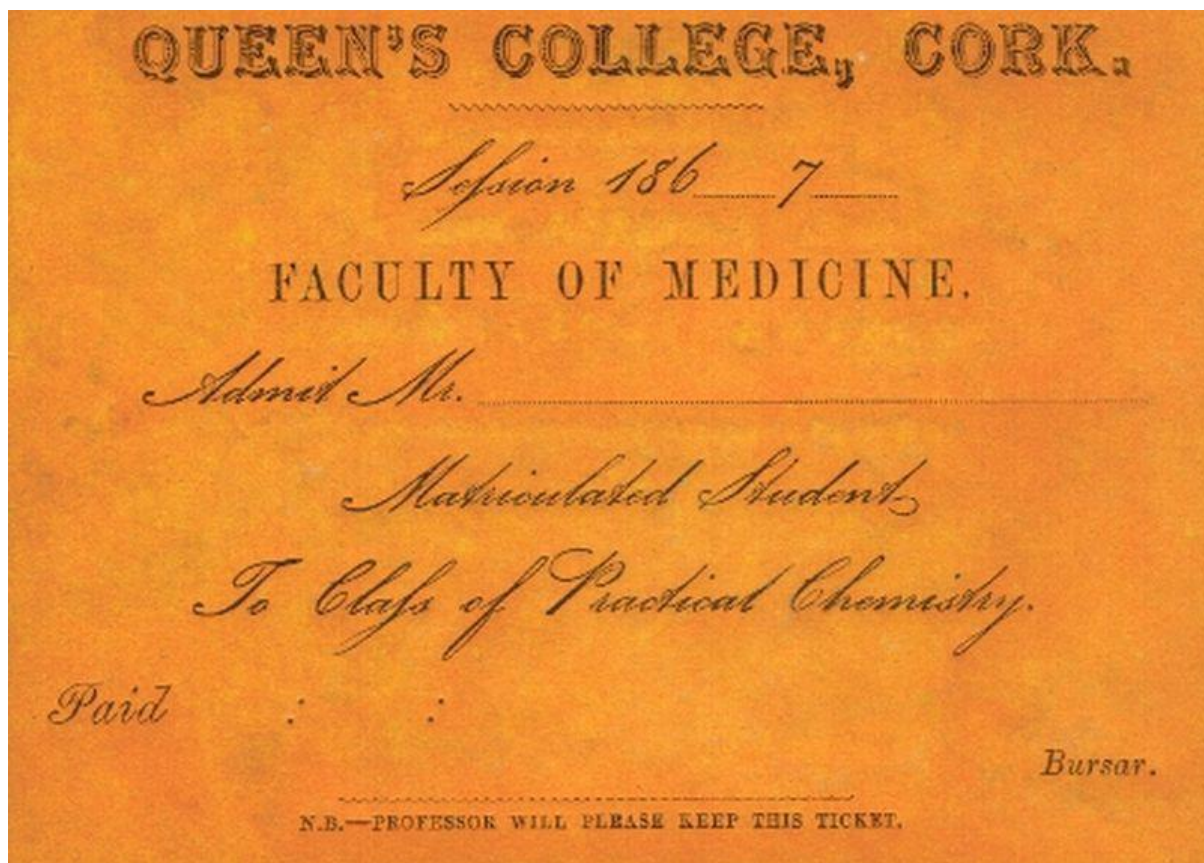 QUEEN'S COLLEGE, CORK.
Seſsion 186 7
FACULTY OF MEDICINE.
Admit Mr.
Matriculated Student
To Claſs of Practical Chemistry.
Paid : :
Bursar.
N.B.—PROFESSOR WILL PLEASE KEEP THIS TICKET.